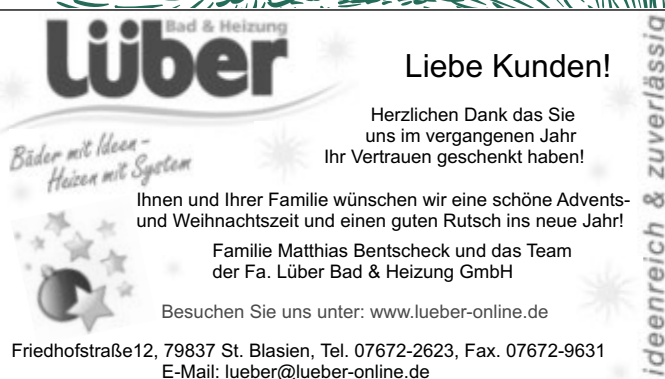 Bad & Heizung
Lüber
Bäder mit Ideen -
Heizen mit System
Liebe Kunden!
Herzlichen Dank das Sie
uns im vergangenen Jahr
Ihr Vertrauen geschenkt haben!
Ihnen und Ihrer Familie wünschen wir eine schöne Advents-
und Weihnachtszeit und einen guten Rutsch ins neue Jahr!
Familie Matthias Bentscheck und das Team
der Fa. Lüber Bad & Heizung GmbH
Besuchen Sie uns unter: www.lueber-online.de
Friedhofstraße12, 79837 St. Blasien, Tel. 07672-2623, Fax. 07672-9631
E-Mail: lueber@lueber-online.de
ideenreich & zuverlässig